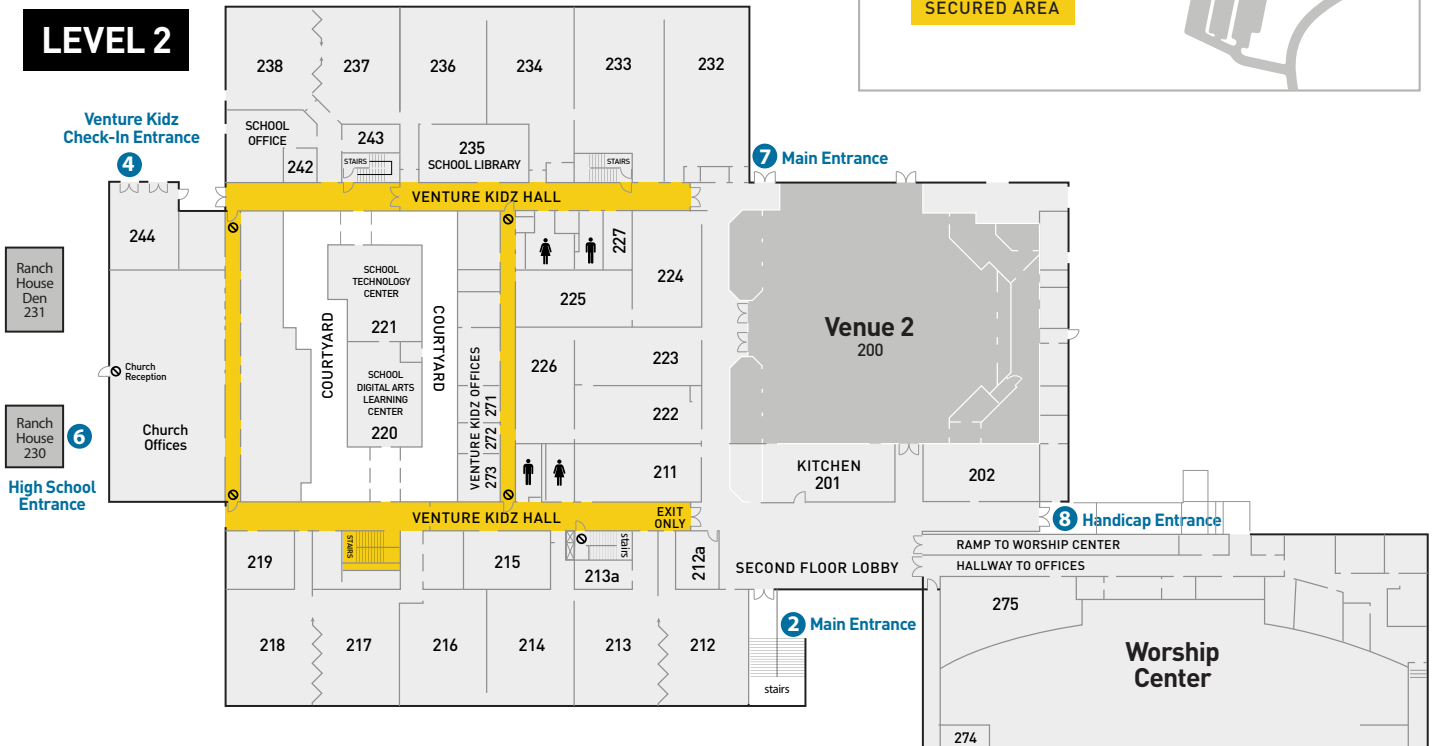 LEVEL 2
SECURED AREA
238
237
236
234
233
232
SCHOOL
OFFICE
242
243
STAIRS
235
SCHOOL LIBRARY
STAIRS
Venture Kidz
Check-In Entrance
4
7 Main Entrance
VENTURE KIDZ HALL
244
Ranch
House
Den
231
Church
Reception
Church
Offices
Ranch
House
230
6
High School
Entrance
COURTYARD
SCHOOL
TECHNOLOGY
CENTER
221
SCHOOL
DIGITAL ARTS
LEARNING
CENTER
220
COURTYARD
VENTURE KIDZ OFFICES
271
272
273
227
224
225
226
223
222
211
Venue 2
200
KITCHEN
201
202
VENTURE KIDZ HALL
EXIT
ONLY
8 Handicap Entrance
RAMP TO WORSHIP CENTER
HALLWAY TO OFFICES
SECOND FLOOR LOBBY
219
STAIRS
215
stairs
213a
212a
218
217
216
214
213
212
2 Main Entrance
stairs
275
Worship
Center
274